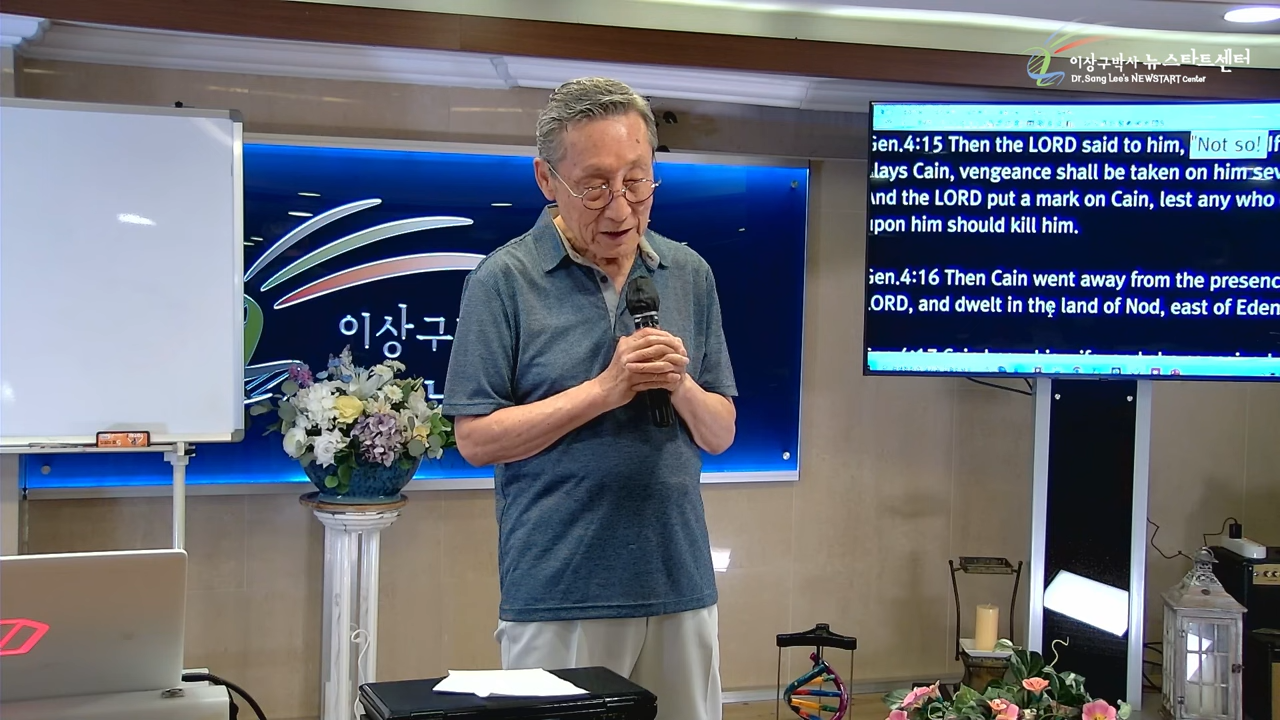 이상구박사 뉴스타트센터
Dr. Sang Lee's NEWSTART Center
Gen.4:15 Then the LORD said to him, "Not so! If
lays Cain, vengeance shall be taken on him sev
And the LORD put a mark on Cain, lest any who
upon him should kill him.
Gen.4:16 Then Cain went away from the presenc
LORD, and dwelt in the land of Nod, east of Eden
이상구